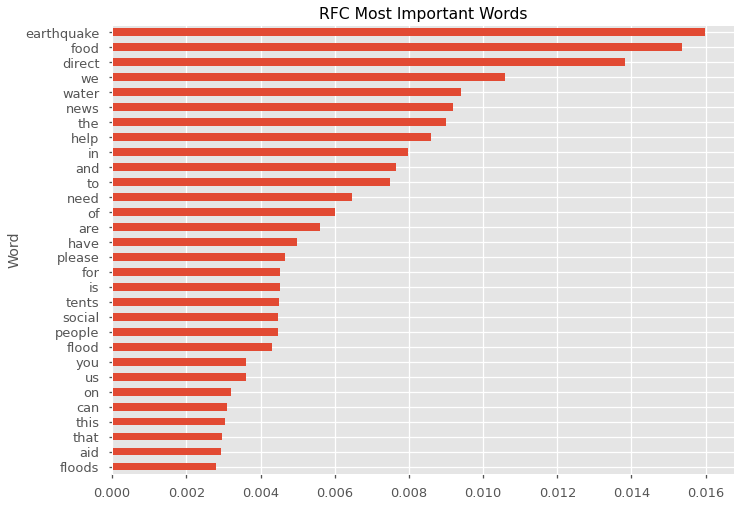 RFC Most Important Words
earthquake
food
direct
we
water
news
the
help
in
and
to
need
of
are
have
please
for
is
tents
social
people
flood
you
us
on
can
this
that
aid
floods
Word
0.000 0.002 0.004 0.006 0.008 0.010 0.012 0.014 0.016